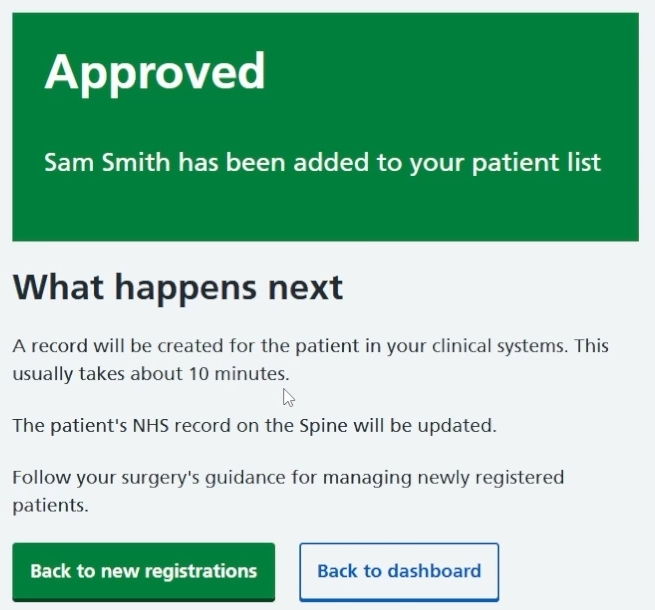 Approved
Sam Smith has been added to your patient list
What happens next
A record will be created for the patient in your clinical systems. This
usually takes about 10 minutes.
The patient's NHS record on the Spine will be updated.
Follow your surgery's guidance for managing newly registered
patients.
Back to new registrations
Back to dashboard